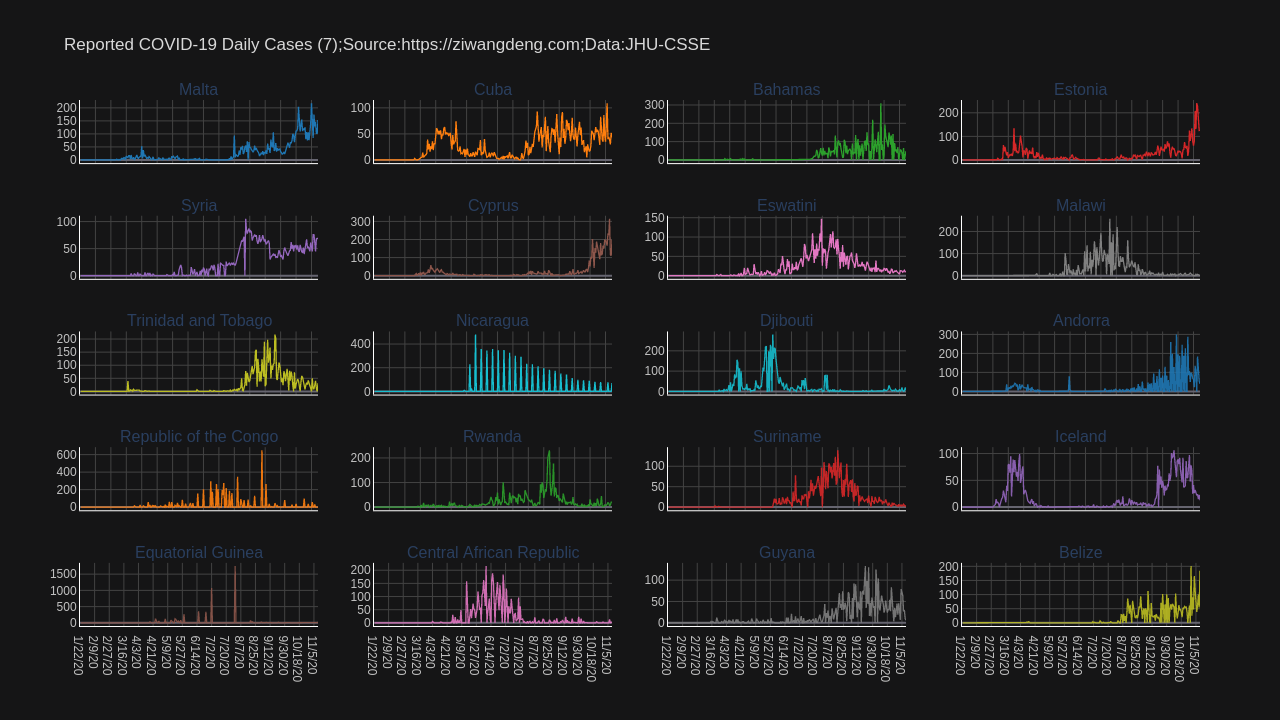 Reported COVID-19 Daily Cases (7);Source:https://ziwangdeng.com;Data:JHU-CSSE
Malta Cuba Bahamas Estonia
200 150 100 50 0
100 50 0
300 200 100 0
200 100 0
Syria Cyprus Eswatini Malawi
100 50 0
300 200 100 0
150 100 50 0
200 100 0
Trinidad and Tobago Nicaragua Djibouti Andorra
200 150 100 50 0
400 200 0
200 100 0
300 200 100 0
Republic of the Congo Rwanda Suriname Iceland
600 400 200 0
200 100 0
100 50 0
100 50 0
Equatorial Guinea Central African Republic Guyana Belize
1500 1000 500 0
200 150 100 50 0
100 50 0
200 150 100 50 0
1/22/20 2/9/20 2/27/20 3/16/20 4/3/20 4/21/20 5/9/20 5/27/20 6/14/20 7/2/20 7/20/20 8/7/20 8/25/20 9/12/20 9/30/20 10/18/20 11/5/20
1/22/20 2/9/20 2/27/20 3/16/20 4/3/20 4/21/20 5/9/20 5/27/20 6/14/20 7/2/20 7/20/20 8/7/20 8/25/20 9/12/20 9/30/20 10/18/20 11/5/20
1/22/20 2/9/20 2/27/20 3/16/20 4/3/20 4/21/20 5/9/20 5/27/20 6/14/20 7/2/20 7/20/20 8/7/20 8/25/20 9/12/20 9/30/20 10/18/20 11/5/20
1/22/20 2/9/20 2/27/20 3/16/20 4/3/20 4/21/20 5/9/20 5/27/20 6/14/20 7/2/20 7/20/20 8/7/20 8/25/20 9/12/20 9/30/20 10/18/20 11/5/20